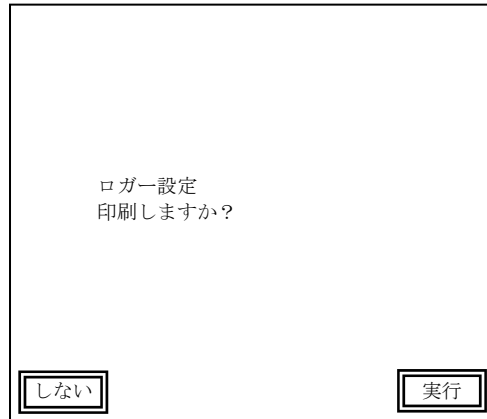 ロガー設定
印刷しますか？
しない
実行